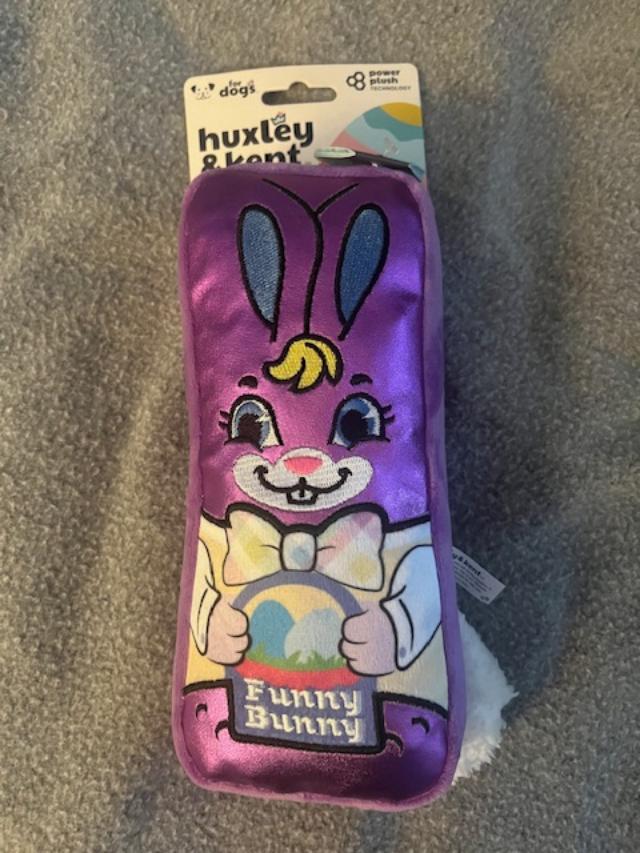 for
dogs
power
plush
TECHNOLOGY
huxley
& kent
Funny
Bunny